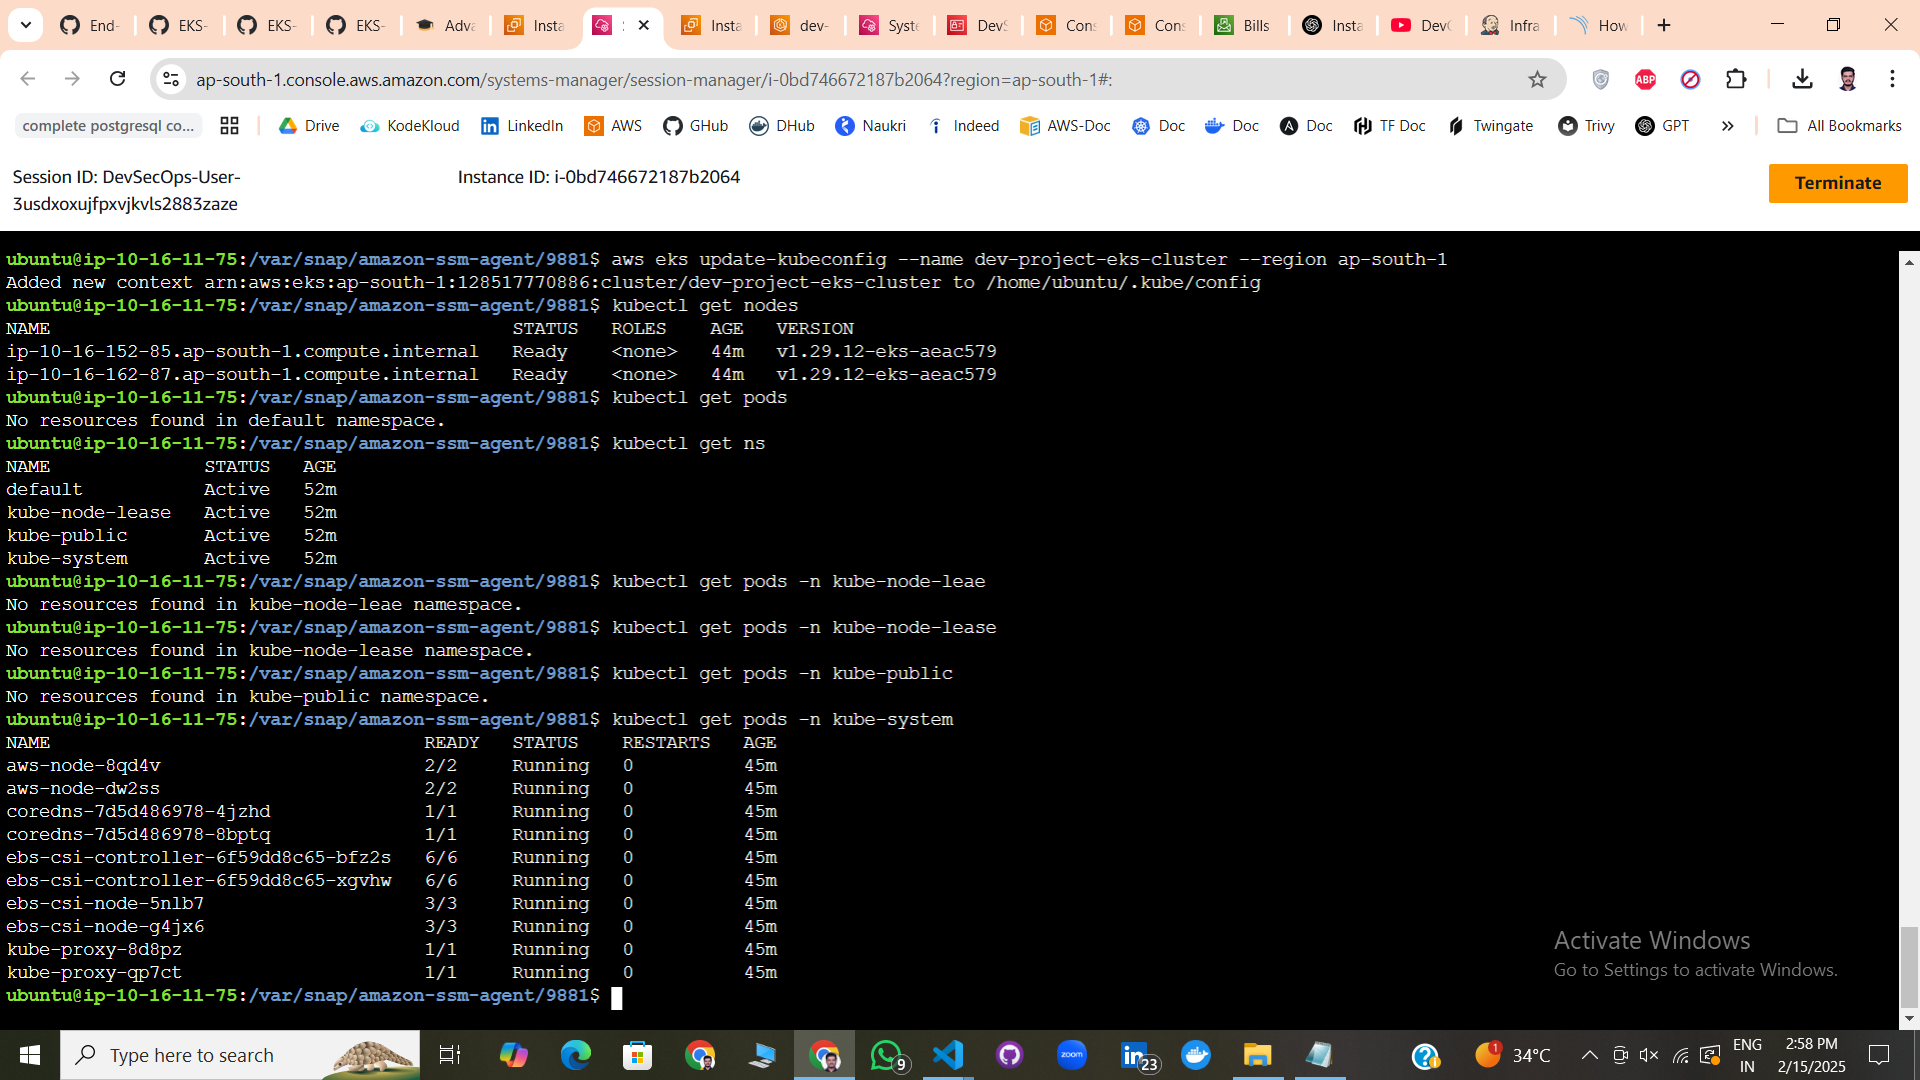 End-
EKS-
EKS-
EKS-
Adva
Insta
Insta
dev-
Syste
DevS
Cons
Cons
Bills
Insta
DevO
Infra
How
ap-south-1.console.aws.amazon.com/systems-manager/session-manager/i-0bd746672187b2064?region=ap-south-1#:
ABP
complete postgresql co...
Drive
KodeKloud
LinkedIn
AWS
GHub
DHub
Naukri
Indeed
AWS-Doc
Doc
Doc
Doc
TF Doc
Twingate
Trivy
GPT
All Bookmarks
Session ID: DevSecOps-User-
3usdxoxujfpxvjkvls2883zaze
Instance ID: i-0bd746672187b2064
Terminate
ubuntu@ip-10-16-11-75:/var/snap/amazon-ssm-agent/9881$ aws eks update-kubeconfig --name dev-project-eks-cluster --region ap-south-1
Added new context arn:aws:eks:ap-south-1:128517770886:cluster/dev-project-eks-cluster to /home/ubuntu/.kube/config
ubuntu@ip-10-16-11-75:/var/snap/amazon-ssm-agent/9881$ kubectl get nodes
NAME STATUS ROLES AGE VERSION
ip-10-16-152-85.ap-south-1.compute.internal Ready <none> 44m v1.29.12-eks-aeac579
ip-10-16-162-87.ap-south-1.compute.internal Ready <none> 44m v1.29.12-eks-aeac579
ubuntu@ip-10-16-11-75:/var/snap/amazon-ssm-agent/9881$ kubectl get pods
No resources found in default namespace.
ubuntu@ip-10-16-11-75:/var/snap/amazon-ssm-agent/9881$ kubectl get ns
NAME STATUS AGE
default Active 52m
kube-node-lease Active 52m
kube-public Active 52m
kube-system Active 52m
ubuntu@ip-10-16-11-75:/var/snap/amazon-ssm-agent/9881$ kubectl get pods -n kube-node-leae
No resources found in kube-node-leae namespace.
ubuntu@ip-10-16-11-75:/var/snap/amazon-ssm-agent/9881$ kubectl get pods -n kube-node-lease
No resources found in kube-node-lease namespace.
ubuntu@ip-10-16-11-75:/var/snap/amazon-ssm-agent/9881$ kubectl get pods -n kube-public
No resources found in kube-public namespace.
ubuntu@ip-10-16-11-75:/var/snap/amazon-ssm-agent/9881$ kubectl get pods -n kube-system
NAME READY STATUS RESTARTS AGE
aws-node-8qd4v 2/2 Running 0 45m
aws-node-dw2ss 2/2 Running 0 45m
coredns-7d5d486978-4jzhd 1/1 Running 0 45m
coredns-7d5d486978-8bptq 1/1 Running 0 45m
ebs-csi-controller-6f59dd8c65-bfz2s 6/6 Running 0 45m
ebs-csi-controller-6f59dd8c65-xgvhw 6/6 Running 0 45m
ebs-csi-node-5nlb7 3/3 Running 0 45m
ebs-csi-node-g4jx6 3/3 Running 0 45m
kube-proxy-8d8pz 1/1 Running 0 45m
kube-proxy-qp7ct 1/1 Running 0 45m
ubuntu@ip-10-16-11-75:/var/snap/amazon-ssm-agent/9881$
Activate Windows
Go to Settings to activate Windows.
Type here to search
9
zoom
23
1
34°C
ENG
IN
2:58 PM
2/15/2025